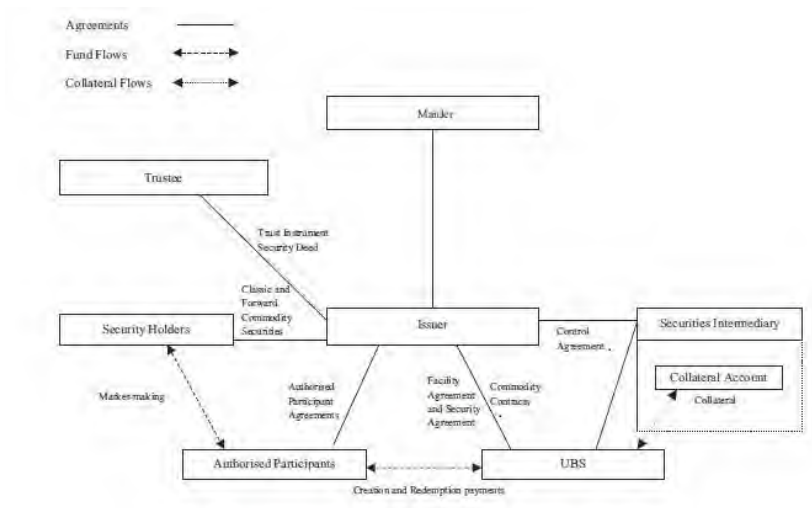 Agreements
Fund Flows
Collateral Flows
Trustee
Trust Instrument
Security Deed
Classic and
Forward
Commodity
Securities
Security Holders
Issuer
Control
Agreement
Securities Intermediary
Collateral Account
Collateral
Market-making
Authorised
Participant
Agreements
Facility
Agreement
and Security
Agreement
Commodity
Contracts
Authorised Participants
UBS
Creation and Redemption payments